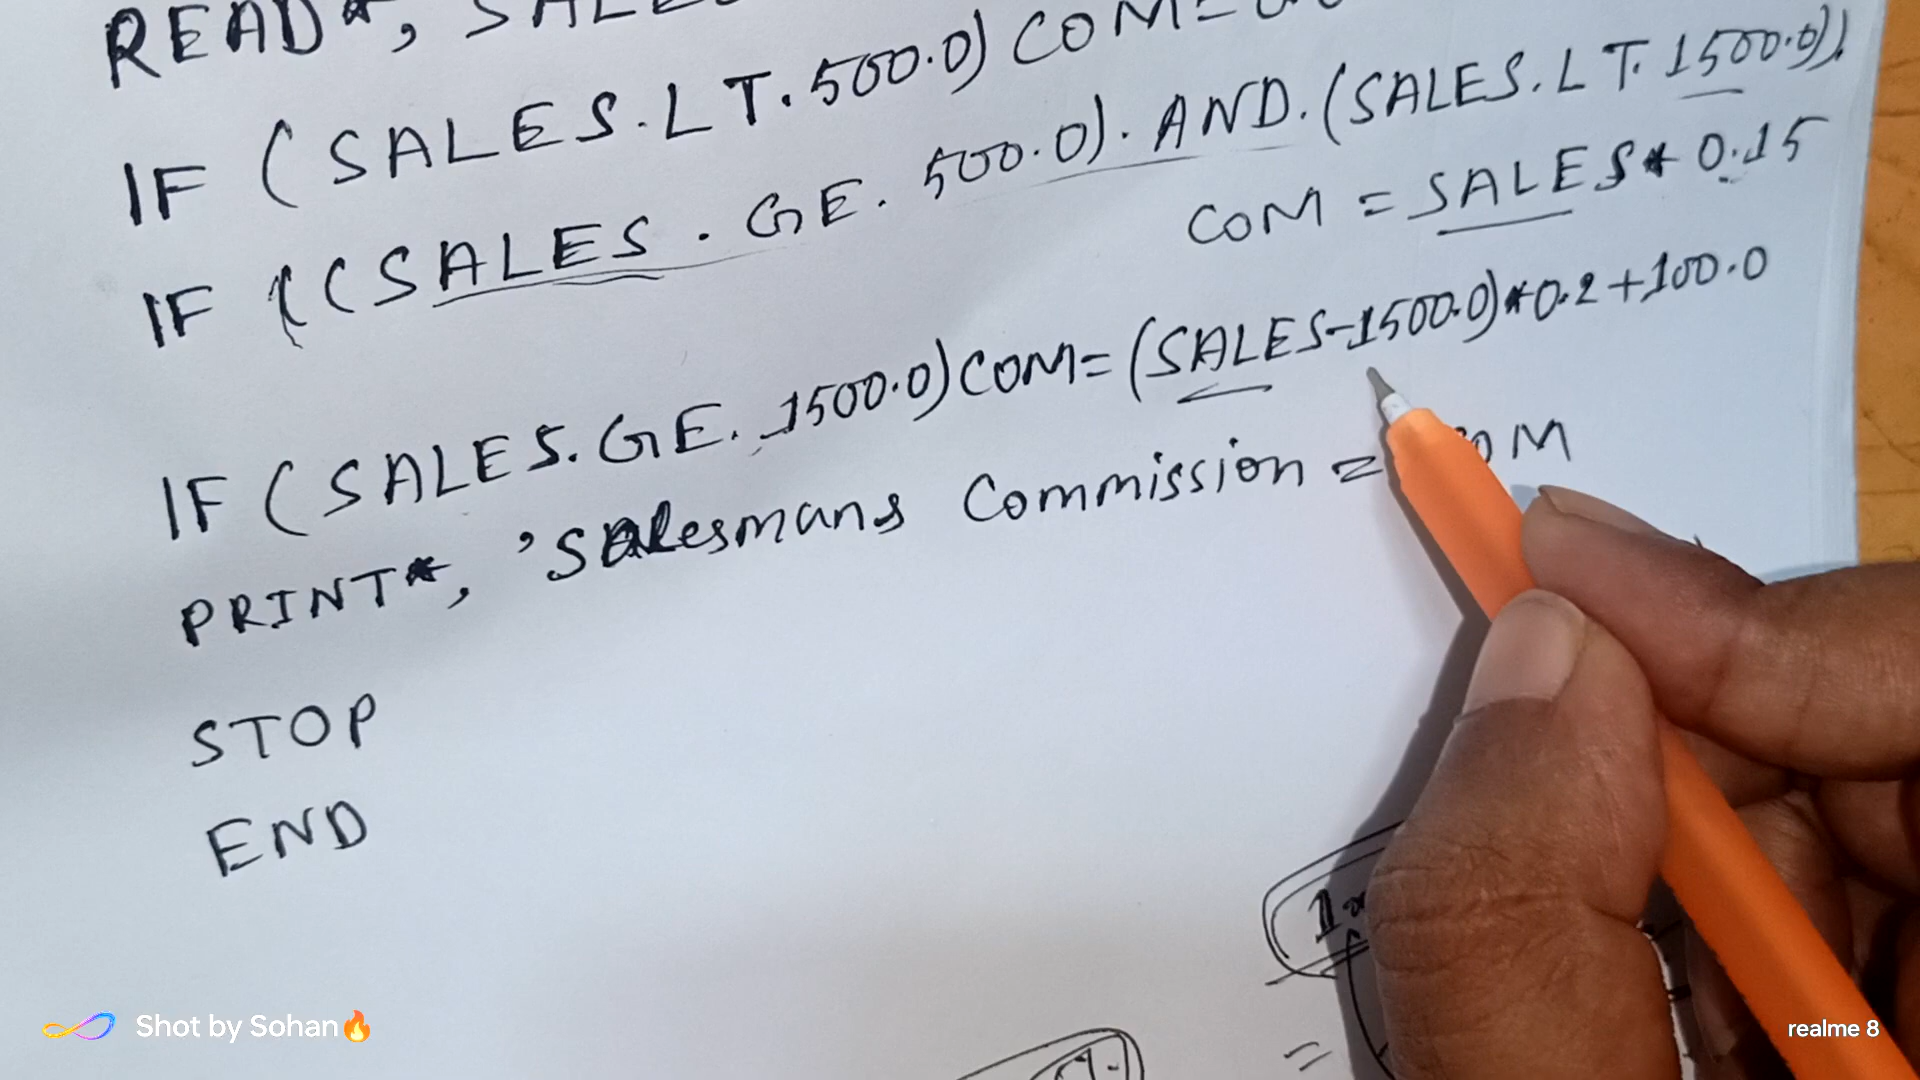 READ*, SALES
IF (SALES.LT.500.0) COM=
IF ((SALES.GE.500.0).AND.(SALES.LT.1500.0))
COM = SALES* 0.15
IF (SALES.GE.1500.0)COM=(SALES-1500.0)*0.2+100.0
PRINT*, 'Salesmans Commission = COM
STOP
END
Shot by Sohan🔥
realme 8